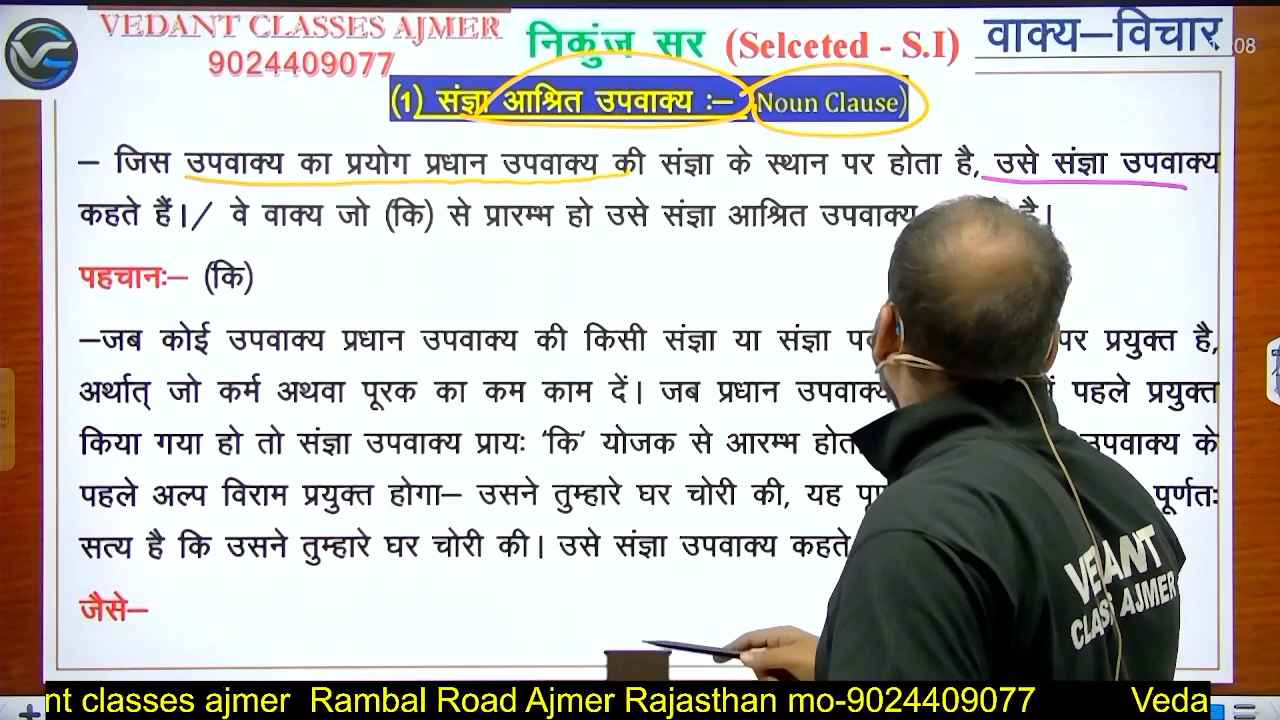 VEDANT CLASSES AJMER
9024409077
निकुंज सर (Selceted - S.I)
वाक्य–विचार
08
(1) संज्ञा आश्रित उपवाक्य :– (Noun Clause)
– जिस उपवाक्य का प्रयोग प्रधान उपवाक्य की संज्ञा के स्थान पर होता है, उसे संज्ञा उपवाक्य
कहते हैं।/ वे वाक्य जो (कि) से प्रारम्भ हो उसे संज्ञा आश्रित उपवाक्य है।
पहचानः– (कि)
–जब कोई उपवाक्य प्रधान उपवाक्य की किसी संज्ञा या संज्ञा पर प्रयुक्त है,
अर्थात् जो कर्म अथवा पूरक का कम काम दें। जब प्रधान उपवाक्य पहले प्रयुक्त
किया गया हो तो संज्ञा उपवाक्य प्रायः ‘कि’ योजक से आरम्भ होता उपवाक्य के
पहले अल्प विराम प्रयुक्त होगा– उसने तुम्हारे घर चोरी की, यह पूर्णतः
सत्य है कि उसने तुम्हारे घर चोरी की। उसे संज्ञा उपवाक्य कहते
जैसे–
VEDANT
CLASS AJMER
nt classes ajmer Rambal Road Ajmer Rajasthan mo-9024409077 Veda